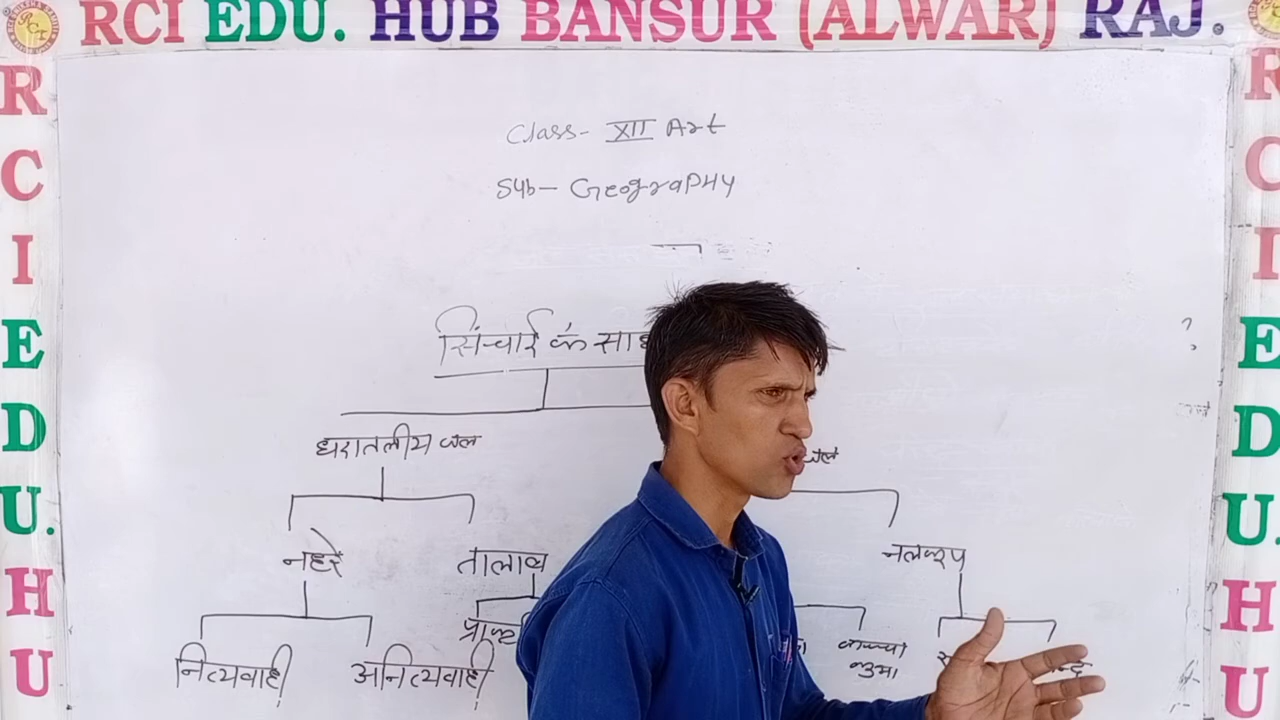 RCI EDU. HUB BANSUR (ALWAR) RAJ.
R
C
I
E
D
U.
H
U
Class- XII Art
Sub- Geography
सिंचाई के
धरातलीय जल
जल
नहरें
तालाब
नलकूप
नित्यवाही
अनित्यवाही
कच्चा
कुआ
R
C
I
E
D
U.
H
U